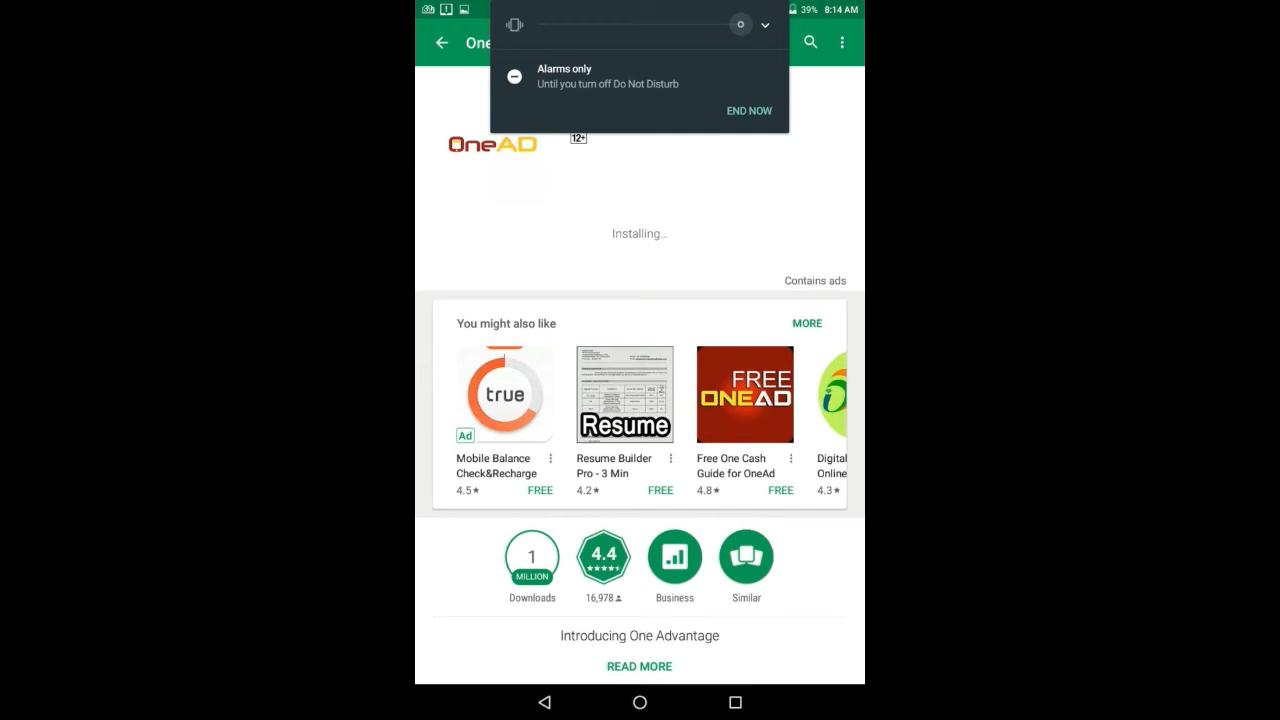 39% 8:14 AM
One
Alarms only
Until you turn off Do Not Disturb
END NOW
OneAD
12+
Installing...
Contains ads
You might also like
MORE
true
Ad
Resume
FREE
ONEAD
Mobile Balance
Check&Recharge
4.5★ FREE
Resume Builder
Pro - 3 Min
4.2★ FREE
Free One Cash
Guide for OneAd
4.8★ FREE
Digital
Online
4.3★
1
MILLION
Downloads
4.4
★★★★★
16,978
Business
Similar
Introducing One Advantage
READ MORE